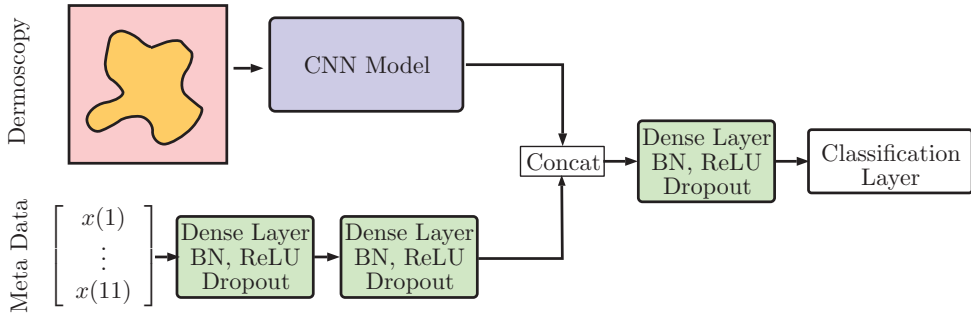 Dermoscopy
CNN Model
Concat
Dense Layer
BN, ReLU
Dropout
Classification
Layer
Meta Data
x(1)
⋮
x(11)
Dense Layer
BN, ReLU
Dropout
Dense Layer
BN, ReLU
Dropout